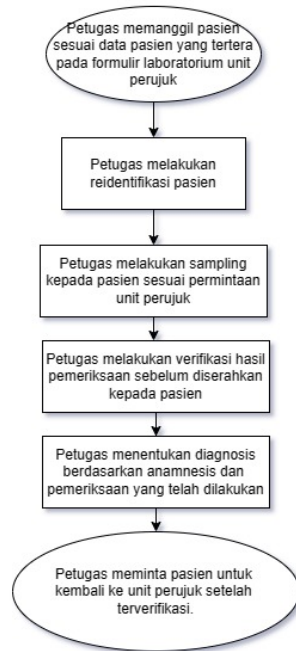 Petugas memanggil pasien
sesuai data pasien yang tertera
pada formulir laboratorium unit
perujuk
Petugas melakukan
reidentifikasi pasien
Petugas melakukan sampling
kepada pasien sesuai permintaan
unit perujuk
Petugas melakukan verifikasi hasil
pemeriksaan sebelum diserahkan
kepada pasien
Petugas menentukan diagnosis
berdasarkan anamnesis dan
pemeriksaan yang telah dilakukan
Petugas meminta pasien untuk
kembali ke unit perujuk setelah
terverifikasi.